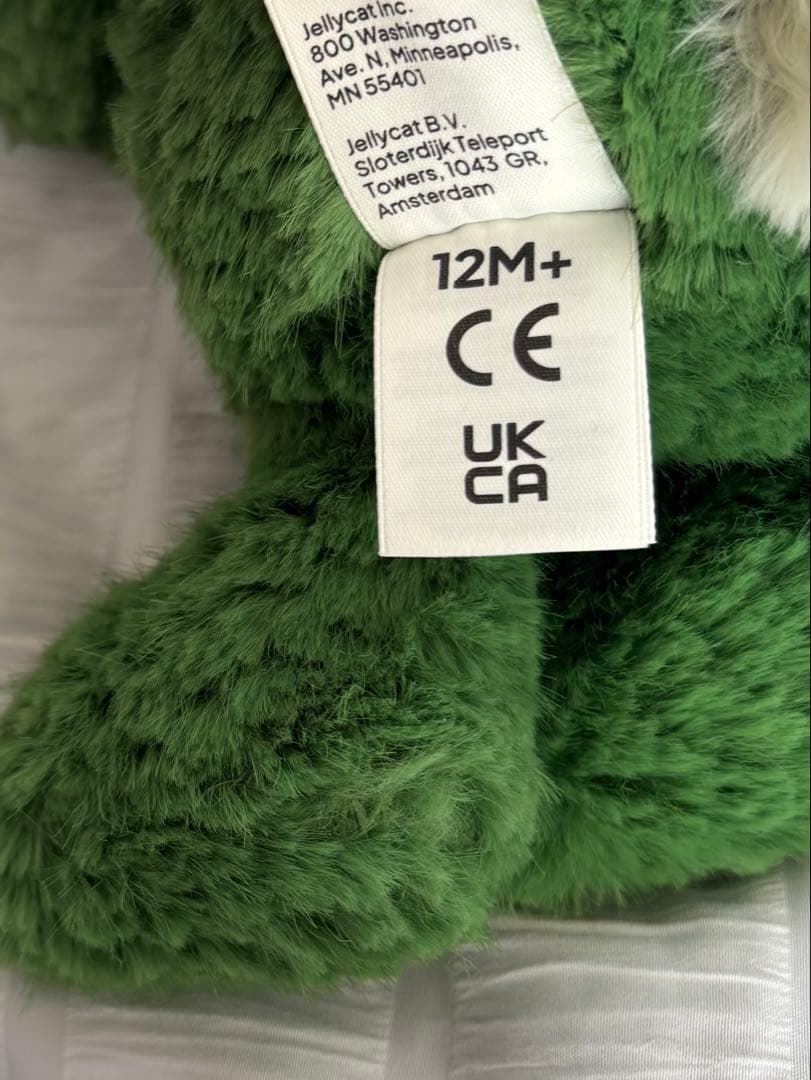 Jellycat Inc.
800 Washington
Ave. N, Minneapolis,
MN 55401
Jellycat B.V.
Sloterdijk Teleport
Towers, 1043 GR,
Amsterdam
12M+
CE
UK
CA